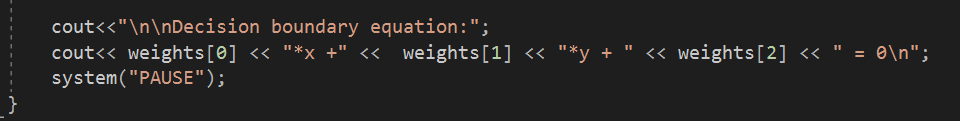 cout<<"\n\nDecision boundary equation:";
cout<< weights[0] << "*x +" <<  weights[1] << "*y + " << weights[2] << " = 0\n";
system("PAUSE");
}